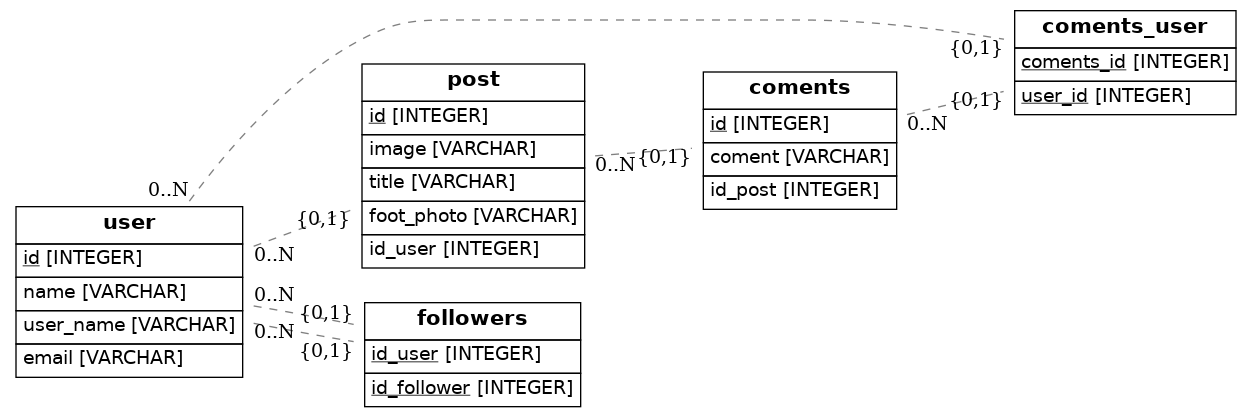 coments_user
coments_id [INTEGER]
user_id [INTEGER]
{0,1}
{0,1}
post
id [INTEGER]
image [VARCHAR]
title [VARCHAR]
foot_photo [VARCHAR]
id_user [INTEGER]
coments
id [INTEGER]
coment [VARCHAR]
id_post [INTEGER]
0..N
0..N
{0,1}
0..N
user
id [INTEGER]
name [VARCHAR]
user_name [VARCHAR]
email [VARCHAR]
{0,1}
0..N
0..N
{0,1}
0..N
{0,1}
followers
id_user [INTEGER]
id_follower [INTEGER]